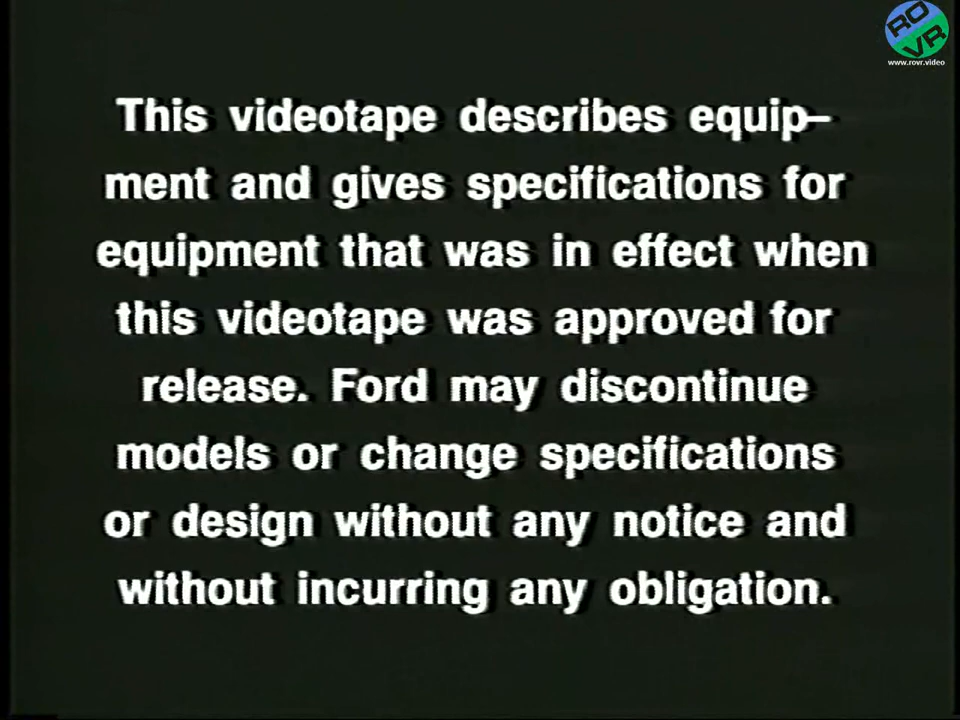 RO
VR
www.rovr.video
This videotape describes equip–
ment and gives specifications for
equipment that was in effect when
this videotape was approved for
release. Ford may discontinue
models or change specifications
or design without any notice and
without incurring any obligation.